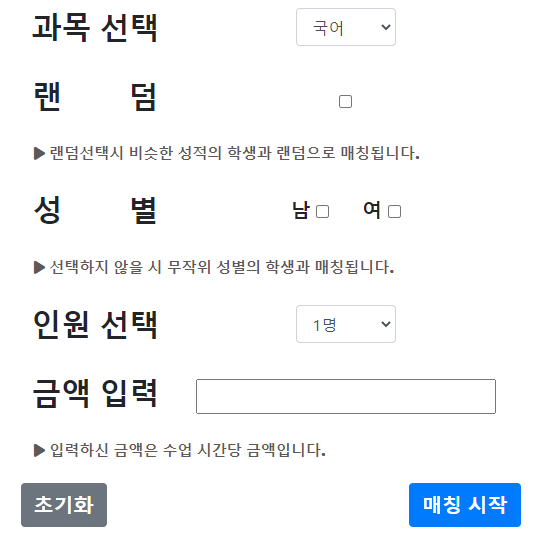 과목 선택 국어
랜 덤
▶ 랜덤선택시 비슷한 성적의 학생과 랜덤으로 매칭됩니다.
성 별 남 여
▶ 선택하지 않을 시 무작위 성별의 학생과 매칭됩니다.
인원 선택 1명
금액 입력
▶ 입력하신 금액은 수업 시간당 금액입니다.
초기화 매칭 시작